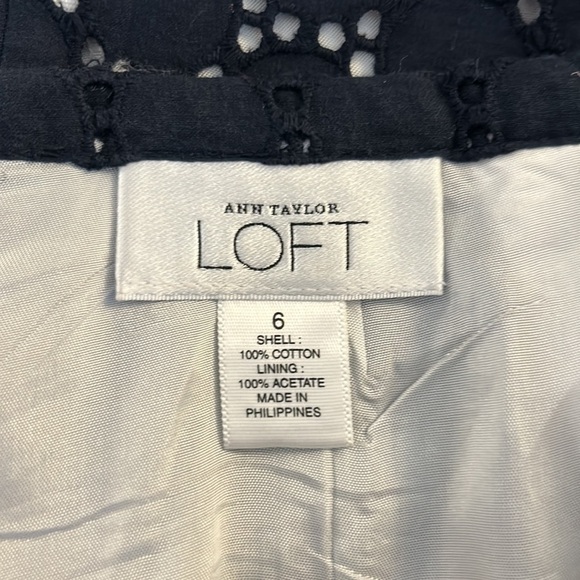 ANN TAYLOR
LOFT
6
SHELL :
100% COTTON
LINING :
100% ACETATE
MADE IN
PHILIPPINES